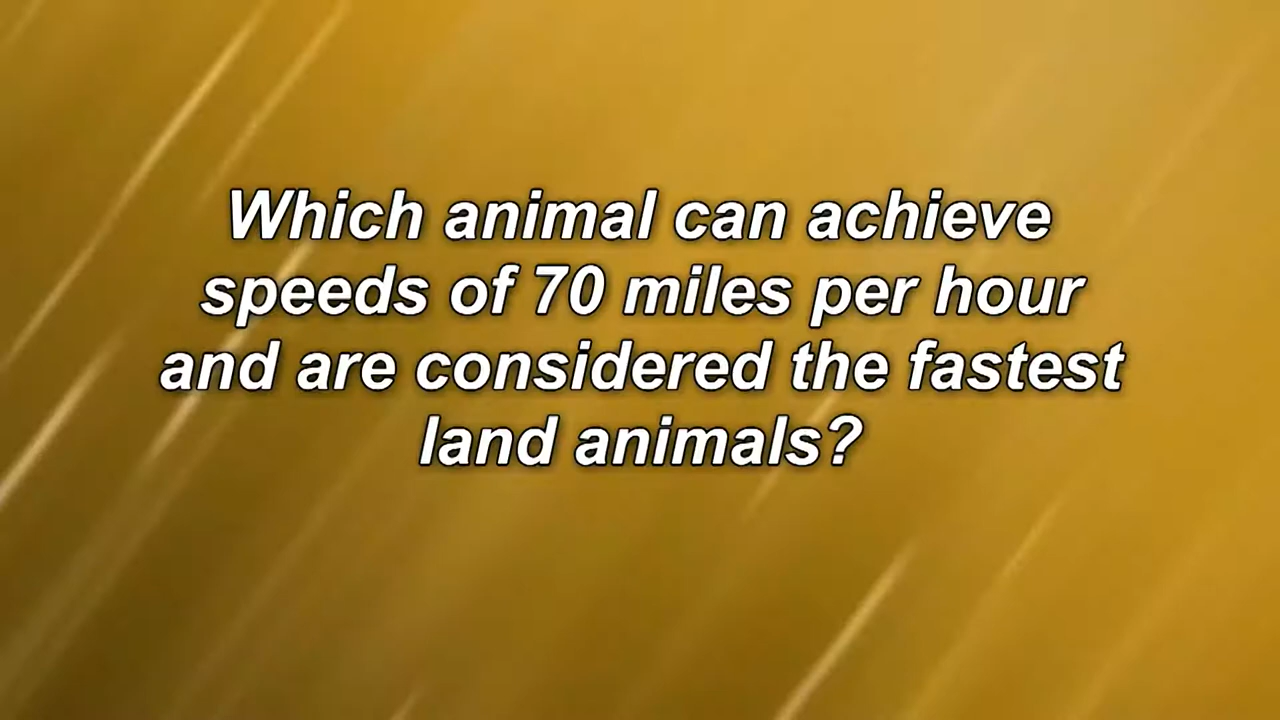 Which animal can achieve
speeds of 70 miles per hour
and are considered the fastest
land animals?